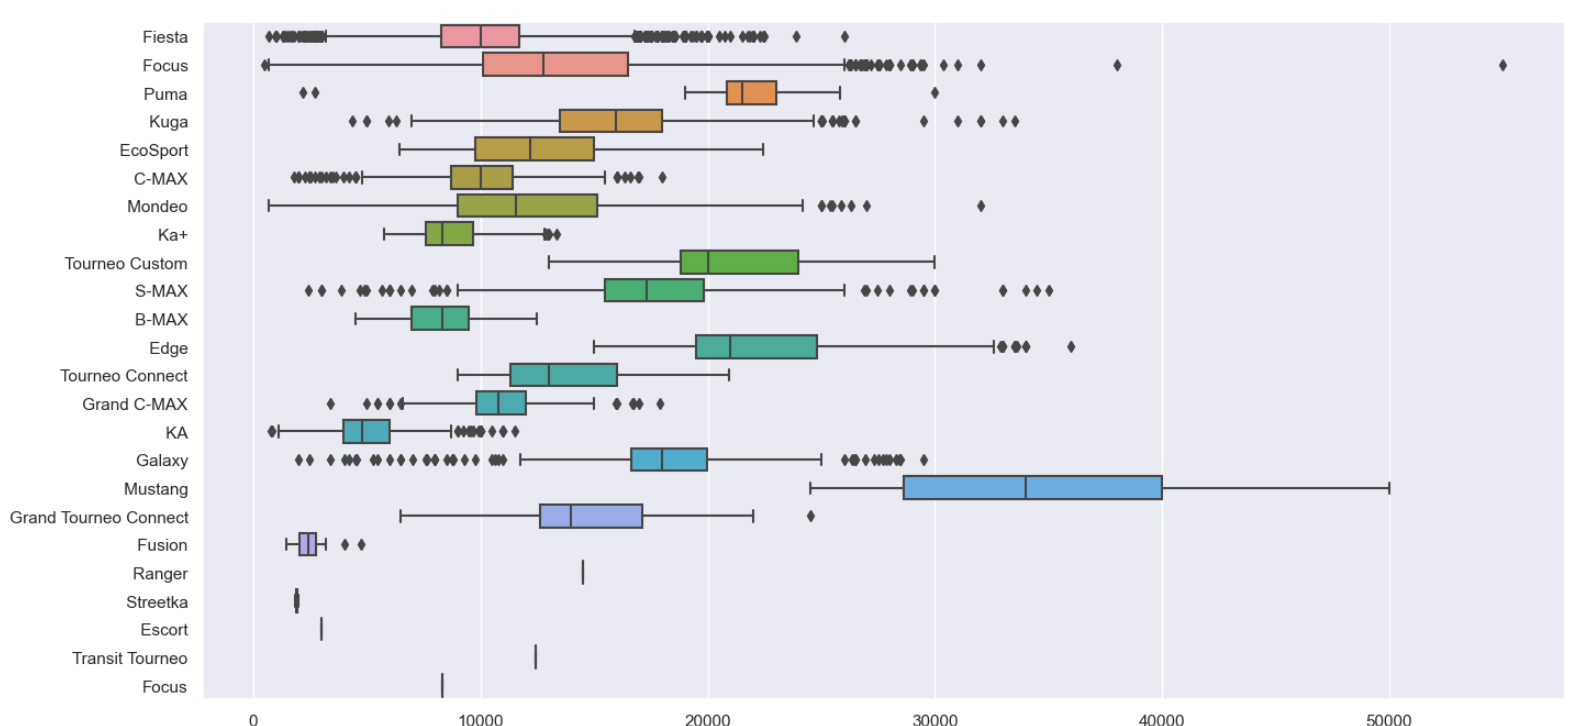 Fiesta
Focus
Puma
Kuga
EcoSport
C-MAX
Mondeo
Ka+
Tourneo Custom
S-MAX
B-MAX
Edge
Tourneo Connect
Grand C-MAX
KA
Galaxy
Mustang
Grand Tourneo Connect
Fusion
Ranger
Streetka
Escort
Transit Tourneo
Focus
0 10000 20000 30000 40000 50000